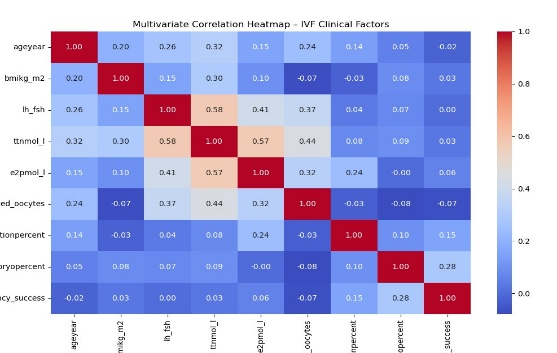 Multivariate Correlation Heatmap – IVF Clinical Factors
ageyear 1.00 0.20 0.26 0.32 0.15 0.24 0.14 0.05 -0.02
bmikg_m2 0.20 1.00 0.15 0.30 0.10 -0.07 -0.03 0.08 0.03
lh_fsh 0.26 0.15 1.00 0.58 0.41 0.37 0.04 0.07 0.00
ttnmol_l 0.32 0.30 0.58 1.00 0.57 0.44 0.08 0.09 0.03
e2pmol_l 0.15 0.10 0.41 0.57 1.00 0.32 0.24 -0.00 0.06
ed_oocytes 0.24 -0.07 0.37 0.44 0.32 1.00 -0.03 -0.08 -0.07
tionpercent 0.14 -0.03 0.04 0.08 0.24 -0.03 1.00 0.10 0.15
ryopercent 0.05 0.08 0.07 0.09 -0.00 -0.08 0.10 1.00 0.28
ncy_success -0.02 0.03 0.00 0.03 0.06 -0.07 0.15 0.28 1.00
ageyear
mikg_m2
lh_fsh
ttnmol_l
e2pmol_l
_oocytes
npercent
opercent
_success
1.0
0.8
0.6
0.4
0.2
0.0